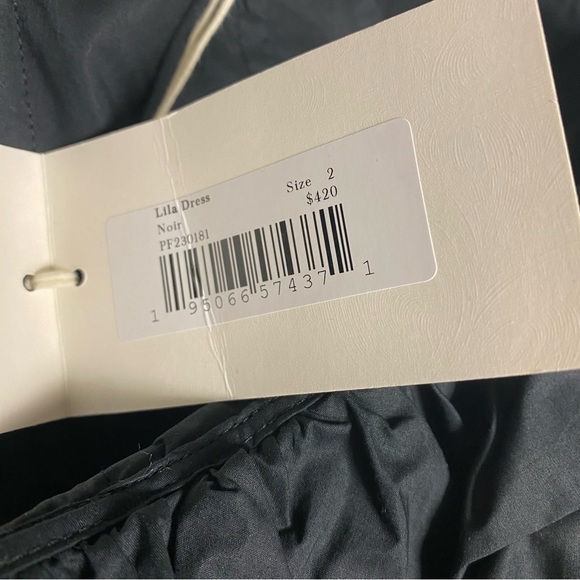 Lila Dress Size 2
Noir $420
PF230181
1 95066 57437 1